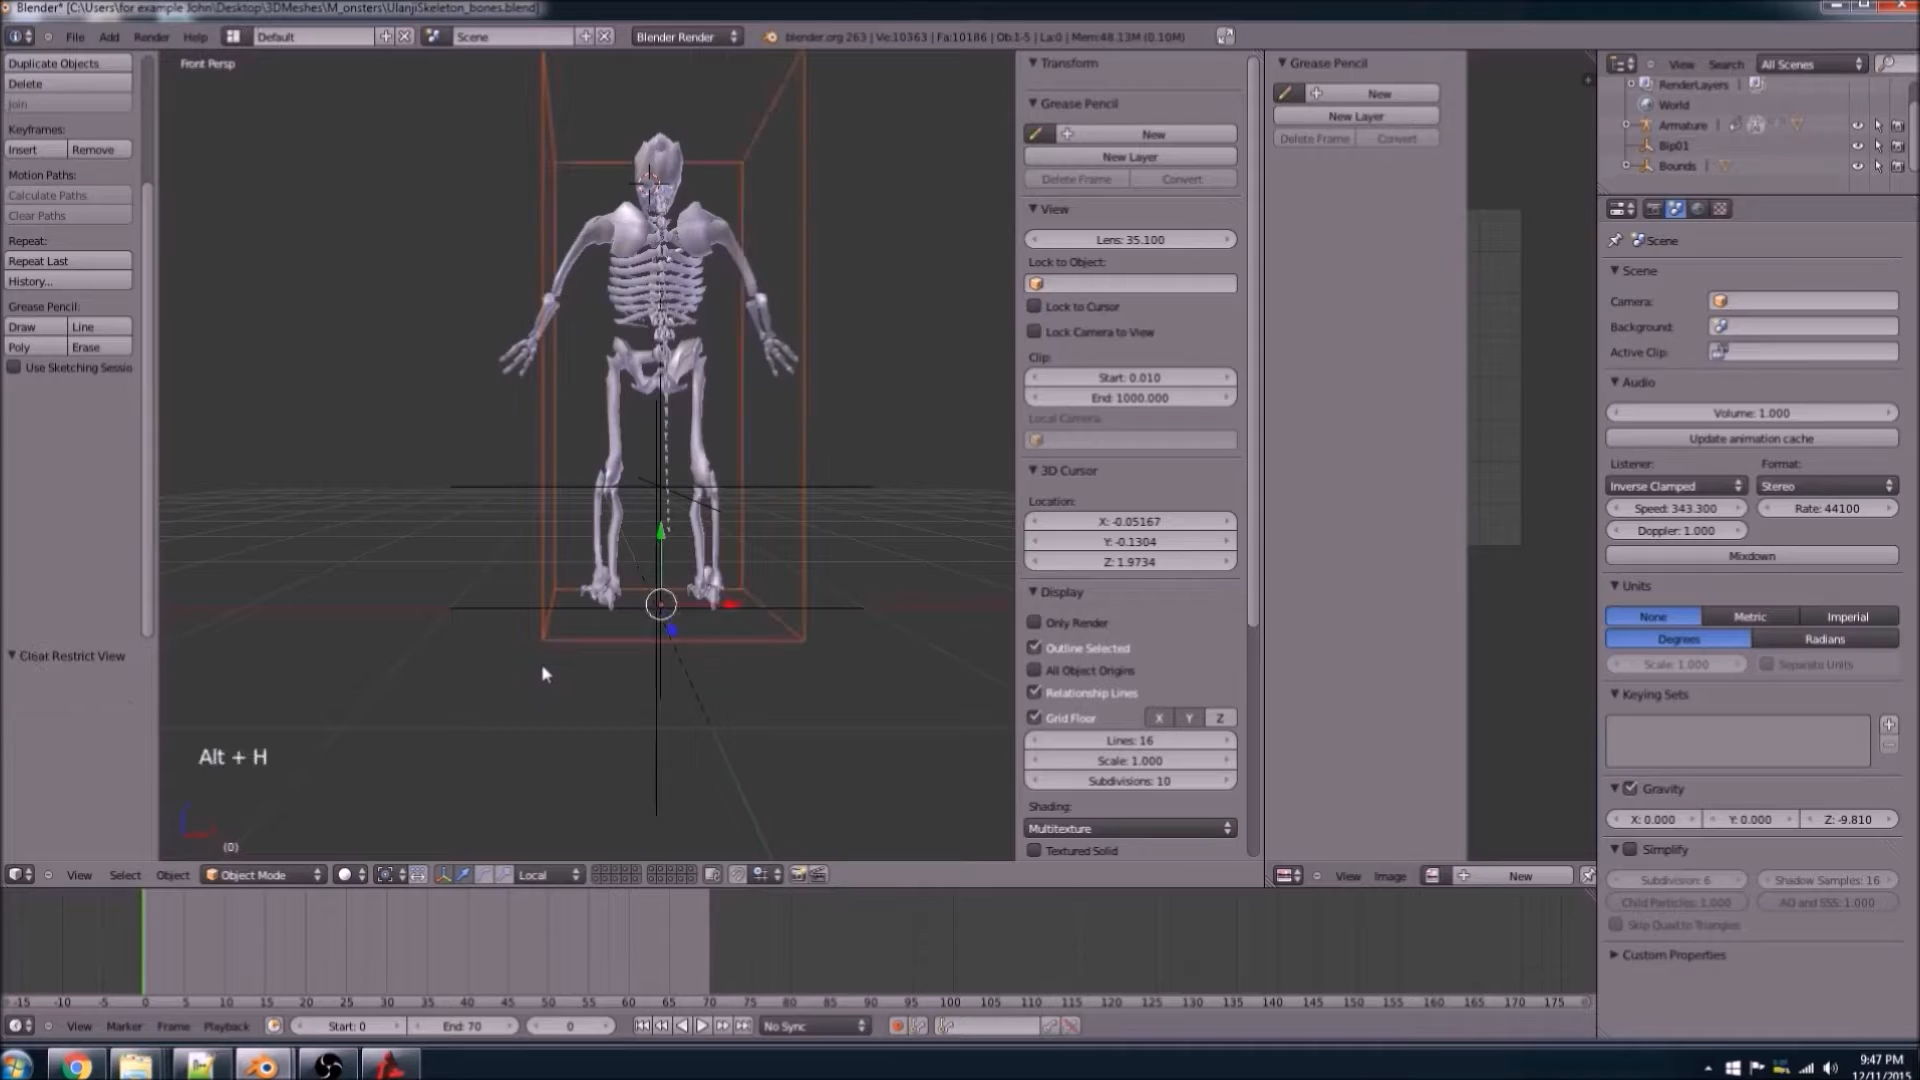 Blender* [C:\Users\for example John\Desktop\3DMeshes\M_onsters\UlanjiSkeleton_bones.blend]
File Add Render Help Default Scene Blender Render blender.org 263 | Ve:10363 | Fa:10186 | Ob:1-5 | La:0 | Mem:48.13M (0.10M)
Duplicate Objects
Delete
Join
Keyframes:
Insert Remove
Motion Paths:
Calculate Paths
Clear Paths
Repeat:
Repeat Last
History...
Grease Pencil:
Draw Line
Poly Erase
Use Sketching Sessio
Clear Restrict View
Front Persp
Alt + H
(0)
Transform
Grease Pencil
New
New Layer
Delete Frame Convert
View
Lens: 35.100
Lock to Object:
Lock to Cursor
Lock Camera to View
Clip:
Start: 0.010
End: 1000.000
Local Camera:
3D Cursor
Location:
X: -0.05167
Y: -0.1304
Z: 1.9734
Display
Only Render
Outline Selected
All Object Origins
Relationship Lines
Grid Floor X Y Z
Lines: 16
Scale: 1.000
Subdivisions: 10
Shading:
Multitexture
Textured Solid
Grease Pencil
New
New Layer
Delete Frame Convert
View Search All Scenes
RenderLayers
World
Armature
Bip01
Bounds
Scene
Scene
Camera:
Background:
Active Clip:
Audio
Volume: 1.000
Update animation cache
Listener: Format:
Inverse Clamped Stereo
Speed: 343.300 Rate: 44100
Doppler: 1.000
Mixdown
Units
None Metric Imperial
Degrees Radians
Scale: 1.000 Separate Units
Keying Sets
Gravity
X: 0.000 Y: 0.000 Z: -9.810
Simplify
Subdivision: 6 Shadow Samples: 16
Child Particles: 1.000 AO and SSS: 1.000
Skip Quad to Triangles
Custom Properties
View Select Object Object Mode Local
View Image New
-15 -10 -5 0 5 10 15 20 25 30 35 40 45 50 55 60 65 70 75 80 85 90 95 100 105 110 115 120 125 130 135 140 145 150 155 160 165 170 175
View Marker Frame Playback Start: 0 End: 70 0 No Sync
9:47 PM
12/11/2015